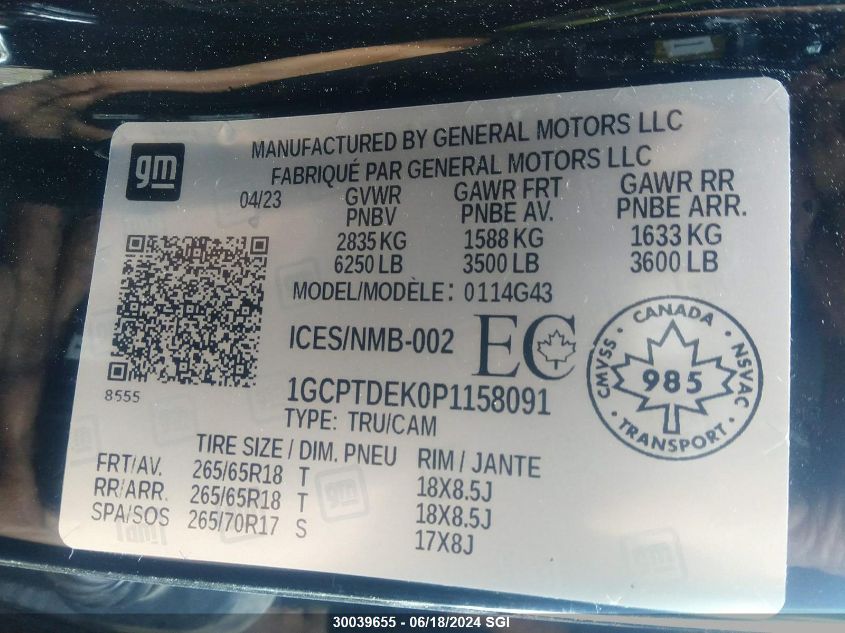 gm
MANUFACTURED BY GENERAL MOTORS LLC
FABRIQUÉ PAR GENERAL MOTORS LLC
04/23 GVWR GAWR FRT GAWR RR
PNBV PNBE AV. PNBE ARR.
2835 KG 1588 KG 1633 KG
6250 LB 3500 LB 3600 LB
MODEL/MODÈLE: 0114G43
ICES/NMB-002 EC
CANADA
CMVSS 985 NSVAC
TRANSPORT
8555
1GCPTDEK0P1158091
TYPE: TRU/CAM
TIRE SIZE / DIM. PNEU RIM / JANTE
FRT/AV. 265/65R18 T 18X8.5J
RR/ARR. 265/65R18 T 18X8.5J
SPA/SOS 265/70R17 S 17X8J
30039655 - 06/18/2024 SGI